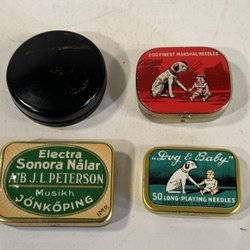 200 FINEST MARSHAL NEEDLES
Electra
Sonora Nålar
A/B J.L. PETERSON
Musikh
JÖNKÖPING
"Dog & Baby"
50 LONG-PLAYING NEEDLES